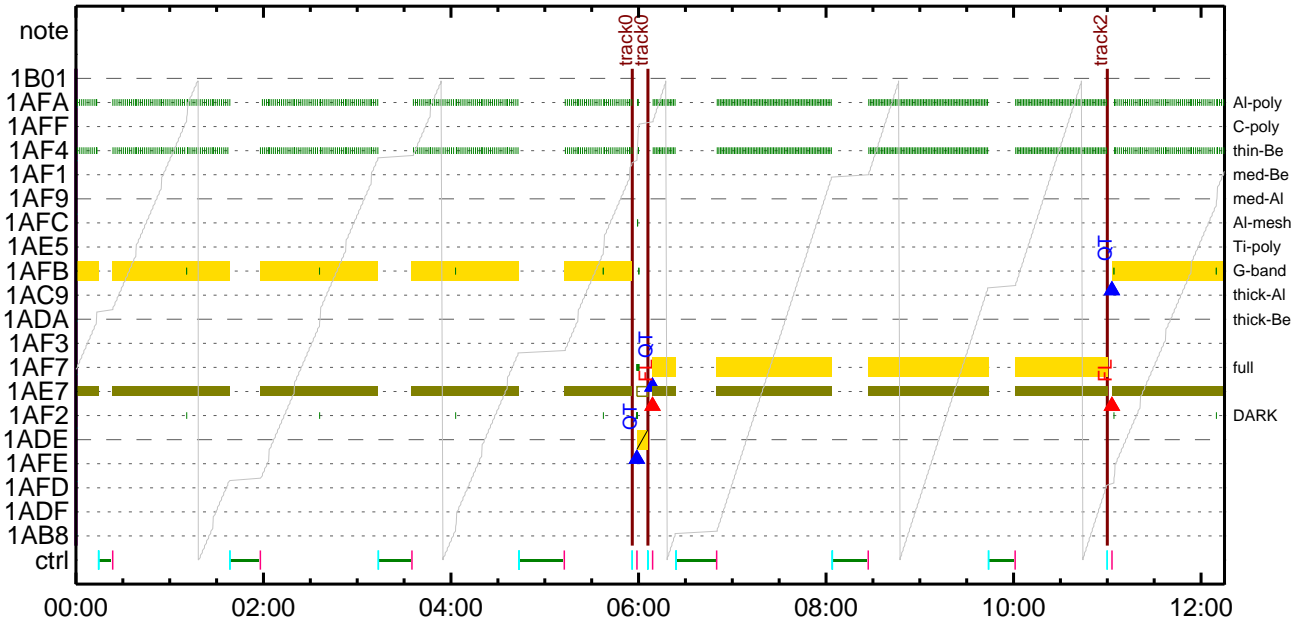 track0
track0
track2
note
1B01
1AFA
Al-poly
1AFF
C-poly
1AF4
thin-Be
1AF1
med-Be
1AF9
med-Al
1AFC
Al-mesh
1AE5
Ti-poly
QT
1AFB
G-band
1AC9
thick-Al
1ADA
thick-Be
1AF3
QT
1AF7
full
FL
FL
1AE7
1AF2
DARK
QT
1ADE
1AFE
1AFD
1ADF
1AB8
ctrl
00:00
02:00
04:00
06:00
08:00
10:00
12:00